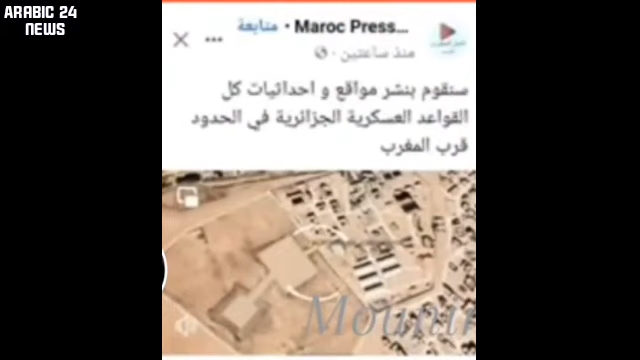 ARABIC 24
NEWS
Maroc Press... • متابعة
منذ ساعتين
سنقوم بنشر مواقع و احداثيات كل
القواعد العسكرية الجزائرية في الحدود
قرب المغرب
Mounir